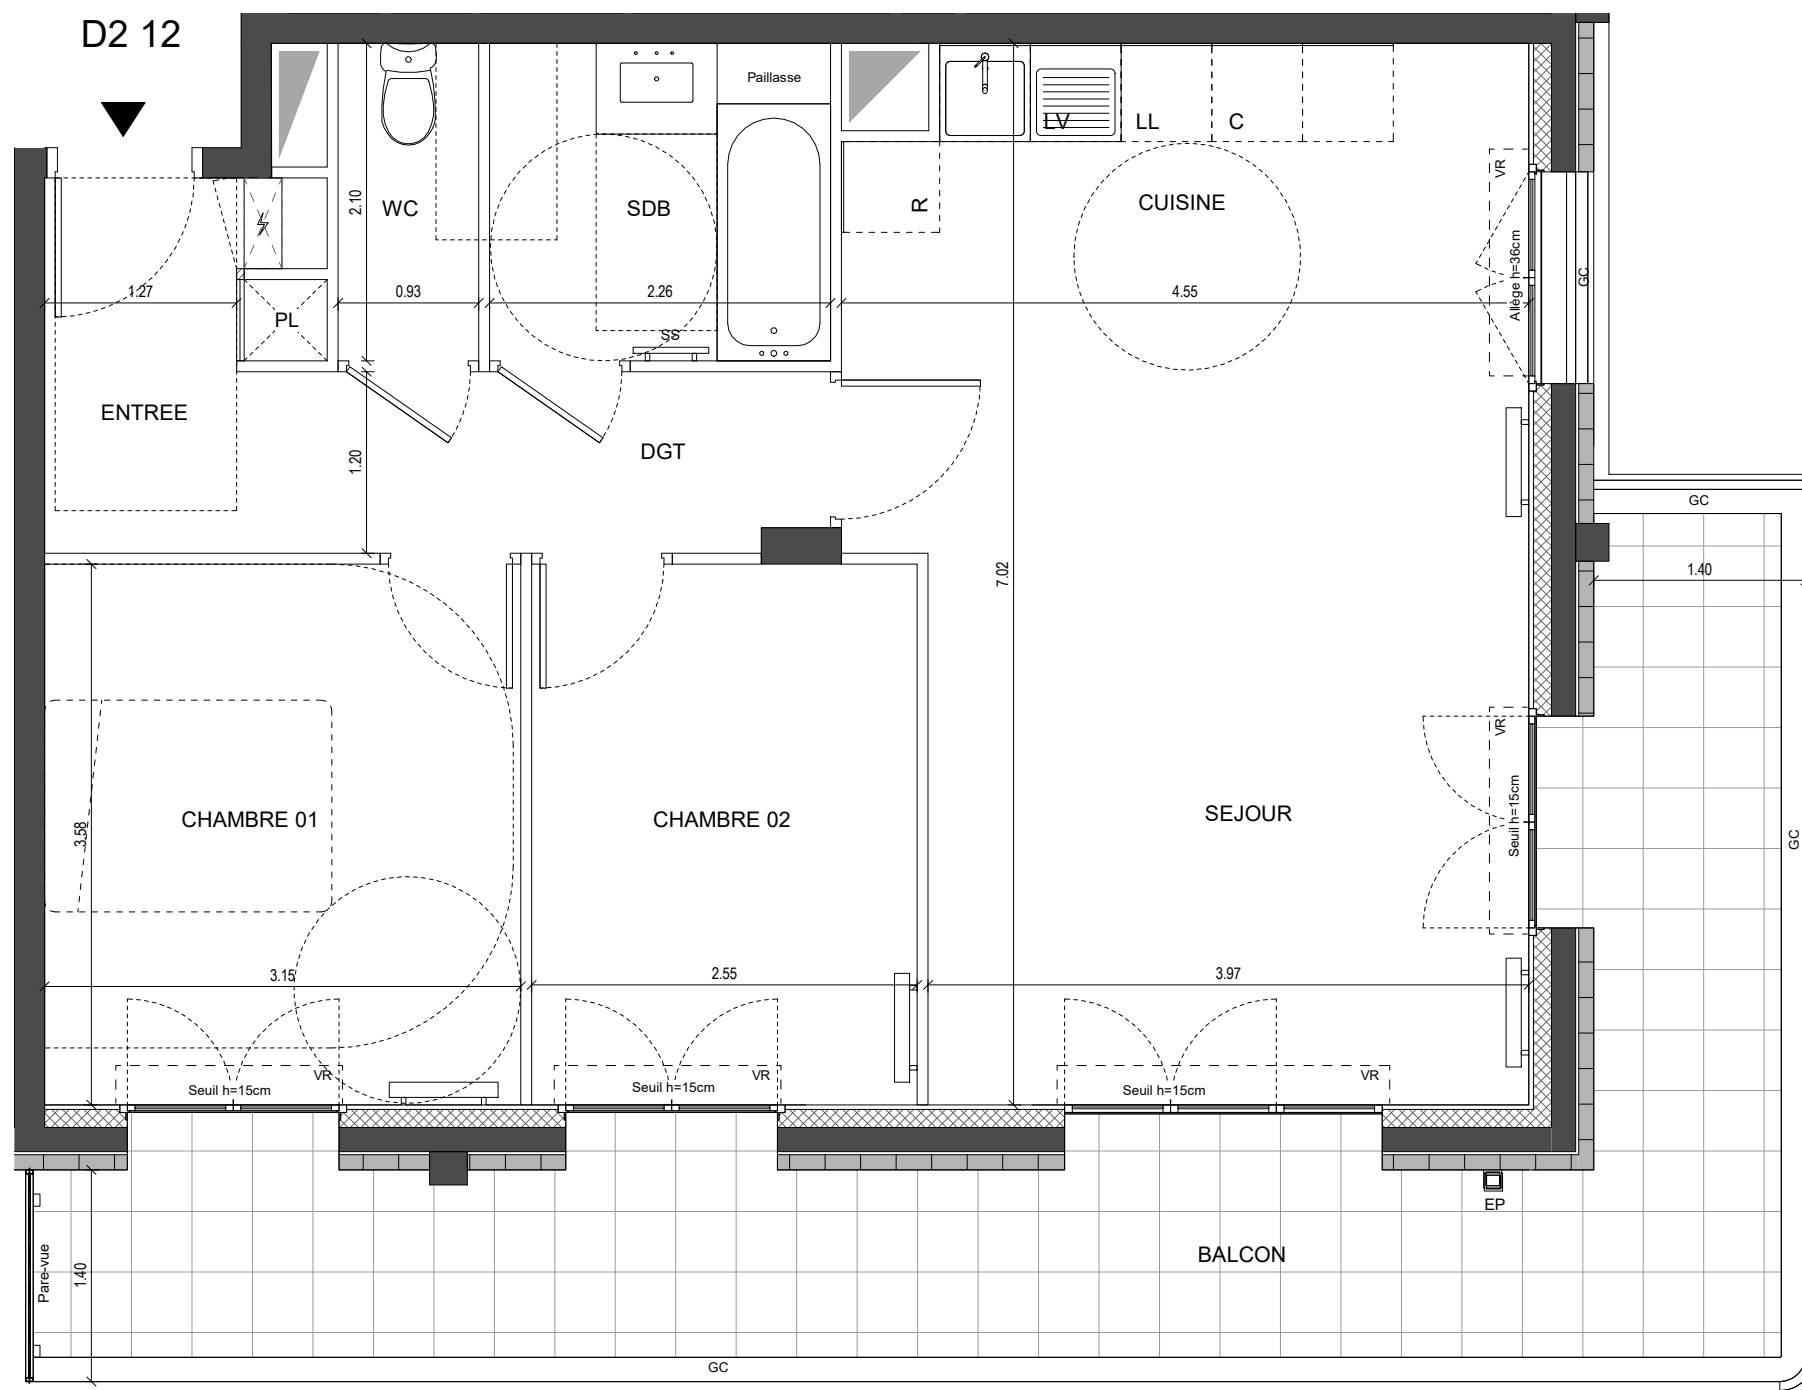 D2 12
Paillasse
LV
LL
C
VR
2.10
WC
SDB
R
CUISINE
Allège h=36cm
GC
1.27
0.93
2.26
4.55
PL
SS
ENTREE
1.20
DGT
GC
7.02
1.40
VR
CHAMBRE 01
3.58
CHAMBRE 02
SEJOUR
Seuil h=15cm
GC
3.15
2.55
3.97
Seuil h=15cm
VR
Seuil h=15cm
VR
Seuil h=15cm
VR
EP
Pare-vue
1.40
BALCON
GC